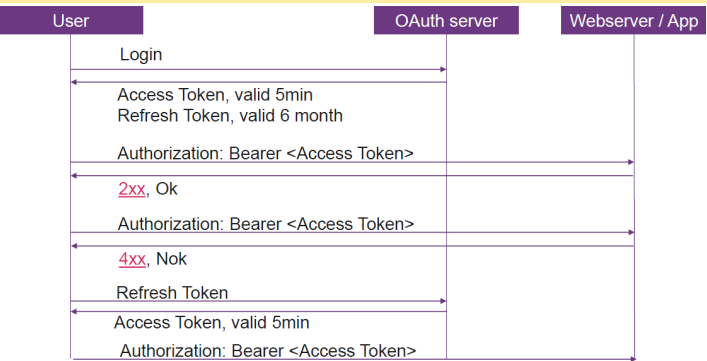 User
OAuth server
Webserver / App
Login
Access Token, valid 5min
Refresh Token, valid 6 month
Authorization: Bearer <Access Token>
2xx, Ok
Authorization: Bearer <Access Token>
4xx, Nok
Refresh Token
Access Token, valid 5min
Authorization: Bearer <Access Token>